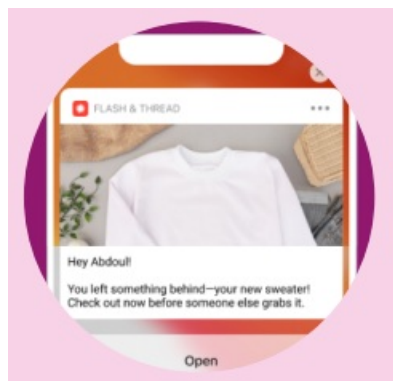 FLASH & THREAD
Hey Abdoul!
You left something behind—your new sweater!
Check out now before someone else grabs it.
Open